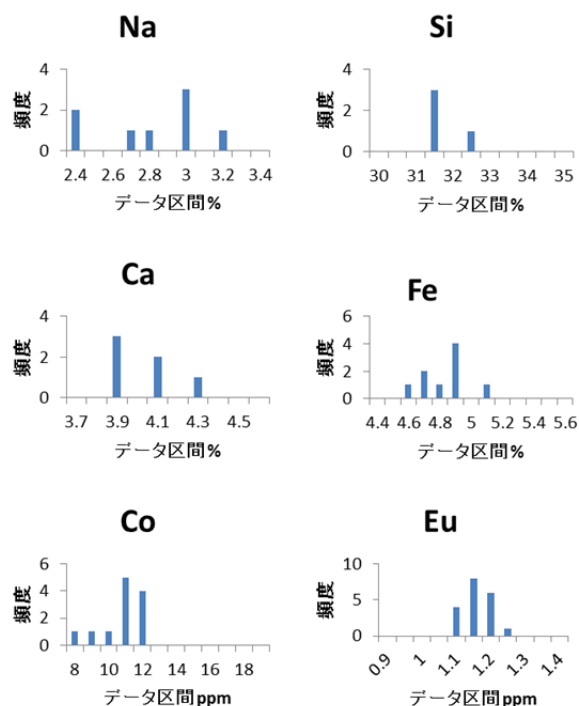 Na
4
2
0
頻度
2.4 2.6 2.8 3 3.2 3.4
データ区間%
Si
4
2
0
頻度
30 31 32 33 34 35
データ区間%
Ca
4
2
0
頻度
3.7 3.9 4.1 4.3 4.5
データ区間%
Fe
6
4
2
0
頻度
4.4 4.6 4.8 5 5.2 5.4 5.6
データ区間%
Co
6
4
2
0
頻度
8 10 12 14 16 18
データ区間ppm
Eu
10
5
0
頻度
0.9 1 1.1 1.2 1.3 1.4
データ区間ppm